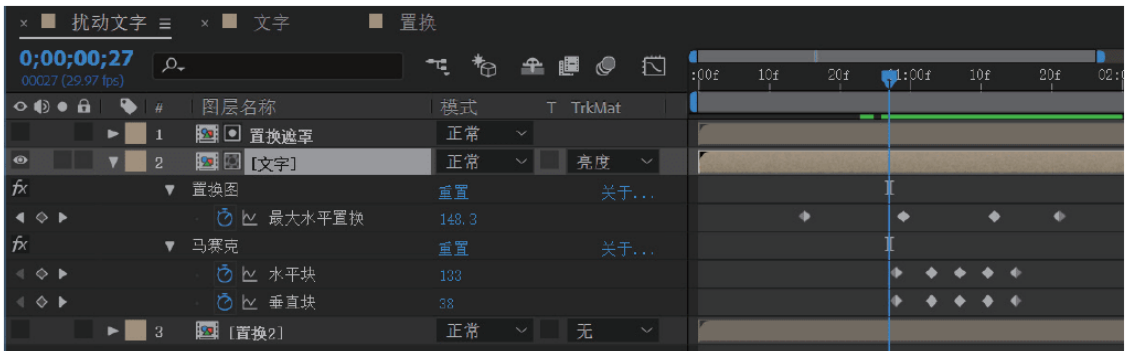 × 扰动文字 ≡ × 文字 置换
0;00;00;27
00027 (29.97 fps)
:00f 10f 20f 1:00f 10f 20f 02:
# 图层名称 模式 T TrkMat
1 置换遮罩 正常
2 [文字] 正常 亮度
fx 置换图 重置 关于...
最大水平置换 148.3
fx 马赛克 重置 关于...
水平块 133
垂直块 38
3 [置换2] 正常 无